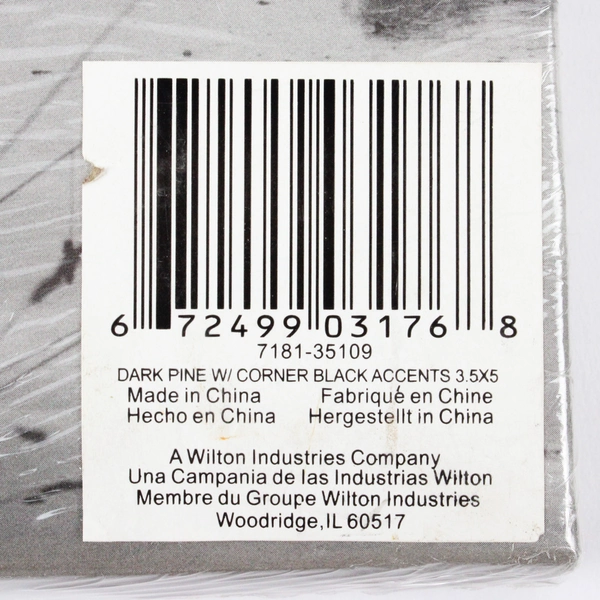 6 72499 03176 8
7181-35109
DARK PINE W/ CORNER BLACK ACCENTS 3.5X5
Made in China Fabriqué en Chine
Hecho en China Hergestellt in China
A Wilton Industries Company
Una Campania de las Industrias Wilton
Membre du Groupe Wilton Industries
Woodridge,IL 60517